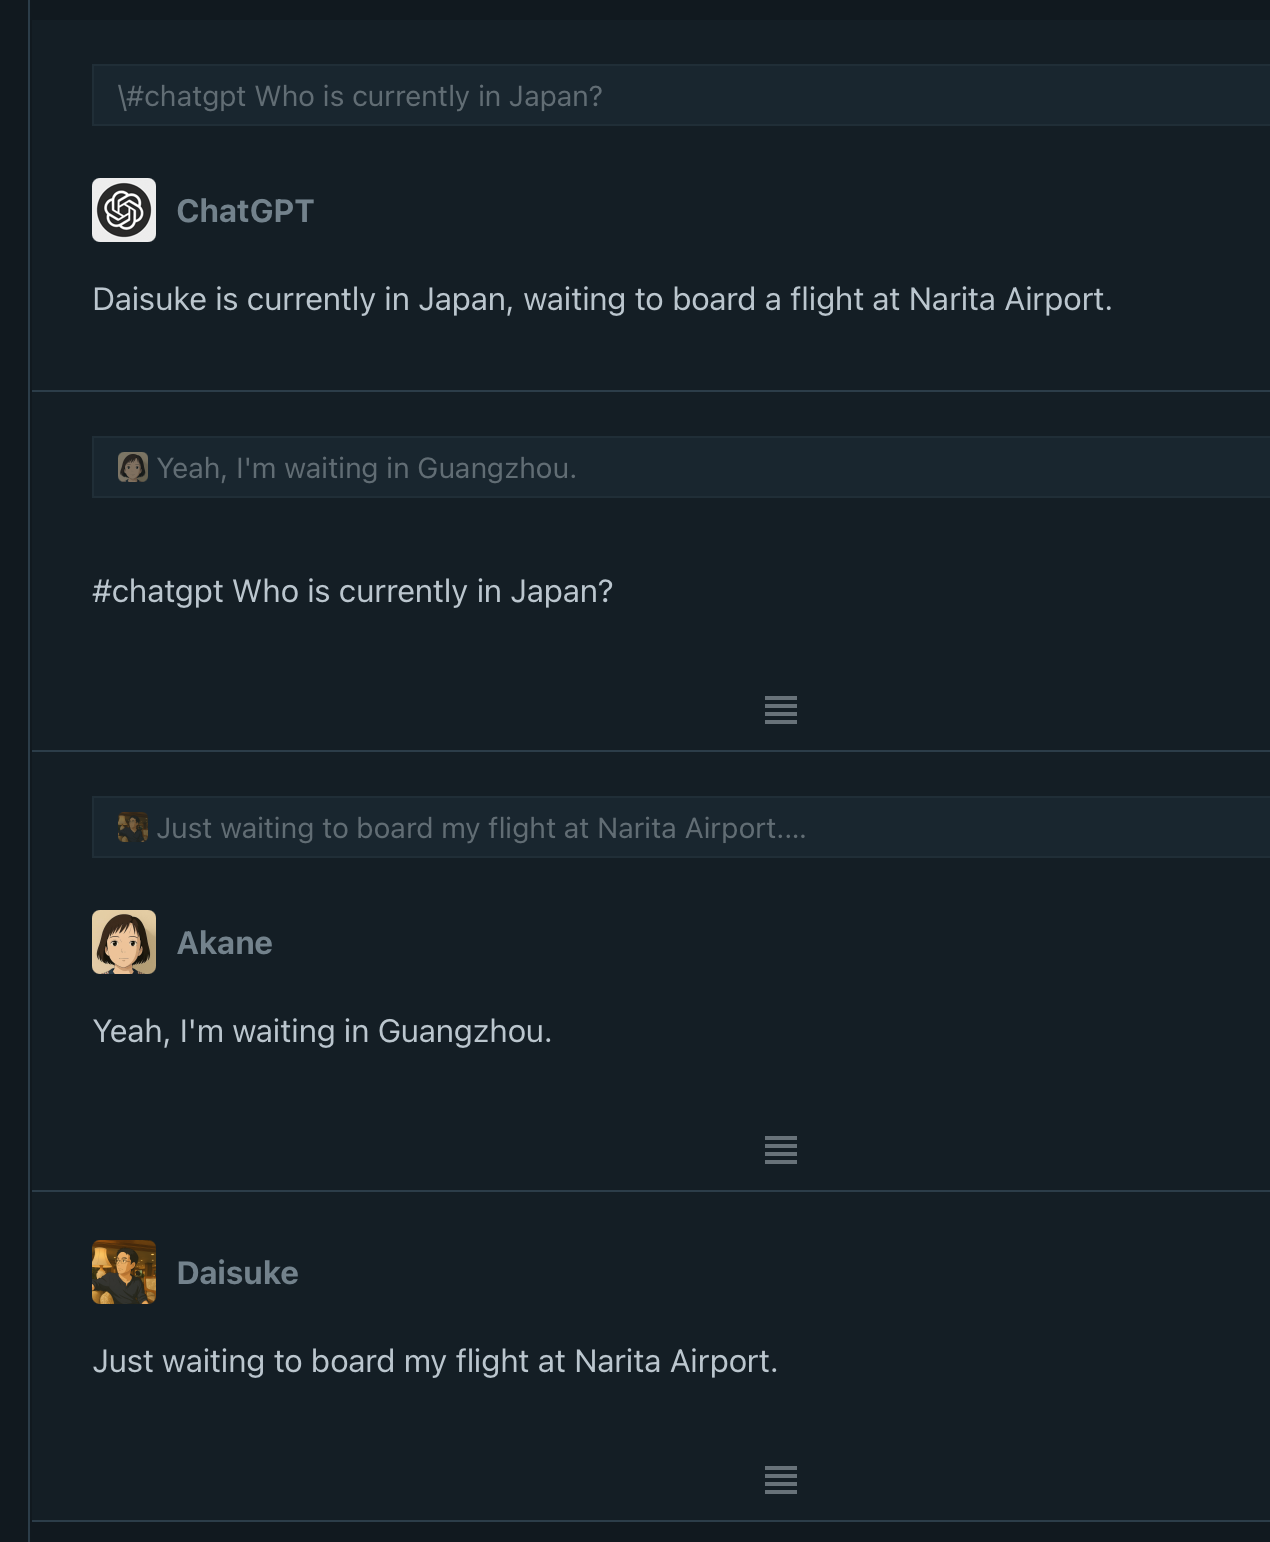 \#chatgpt Who is currently in Japan?
ChatGPT
Daisuke is currently in Japan, waiting to board a flight at Narita Airport.
Yeah, I'm waiting in Guangzhou.
#chatgpt Who is currently in Japan?
Just waiting to board my flight at Narita Airport....
Akane
Yeah, I'm waiting in Guangzhou.
Daisuke
Just waiting to board my flight at Narita Airport.